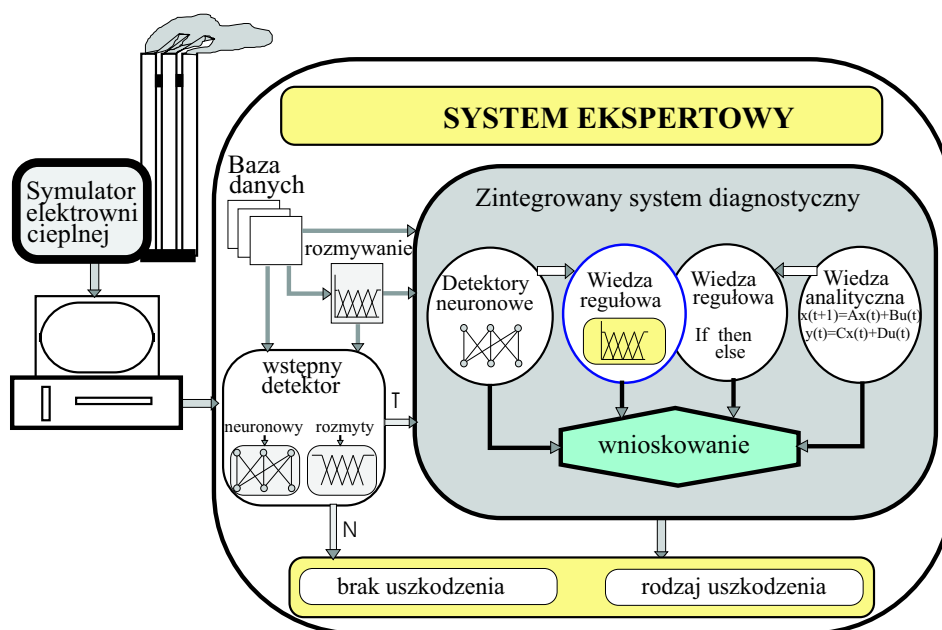 SYSTEM EKSPERTOWY
Symulator
elektrowni
cieplnej
Baza
danych
rozmywanie
Zintegrowany system diagnostyczny
Detektory
neuronowe
Wiedza
regułowa
Wiedza
regułowa
If then
else
Wiedza
analityczna
x(t+1)=Ax(t)+Bu(t)
y(t)=Cx(t)+Du(t)
wstępny
detektor
neuronowy
rozmyty
T
N
wnioskowanie
brak uszkodzenia
rodzaj uszkodzenia